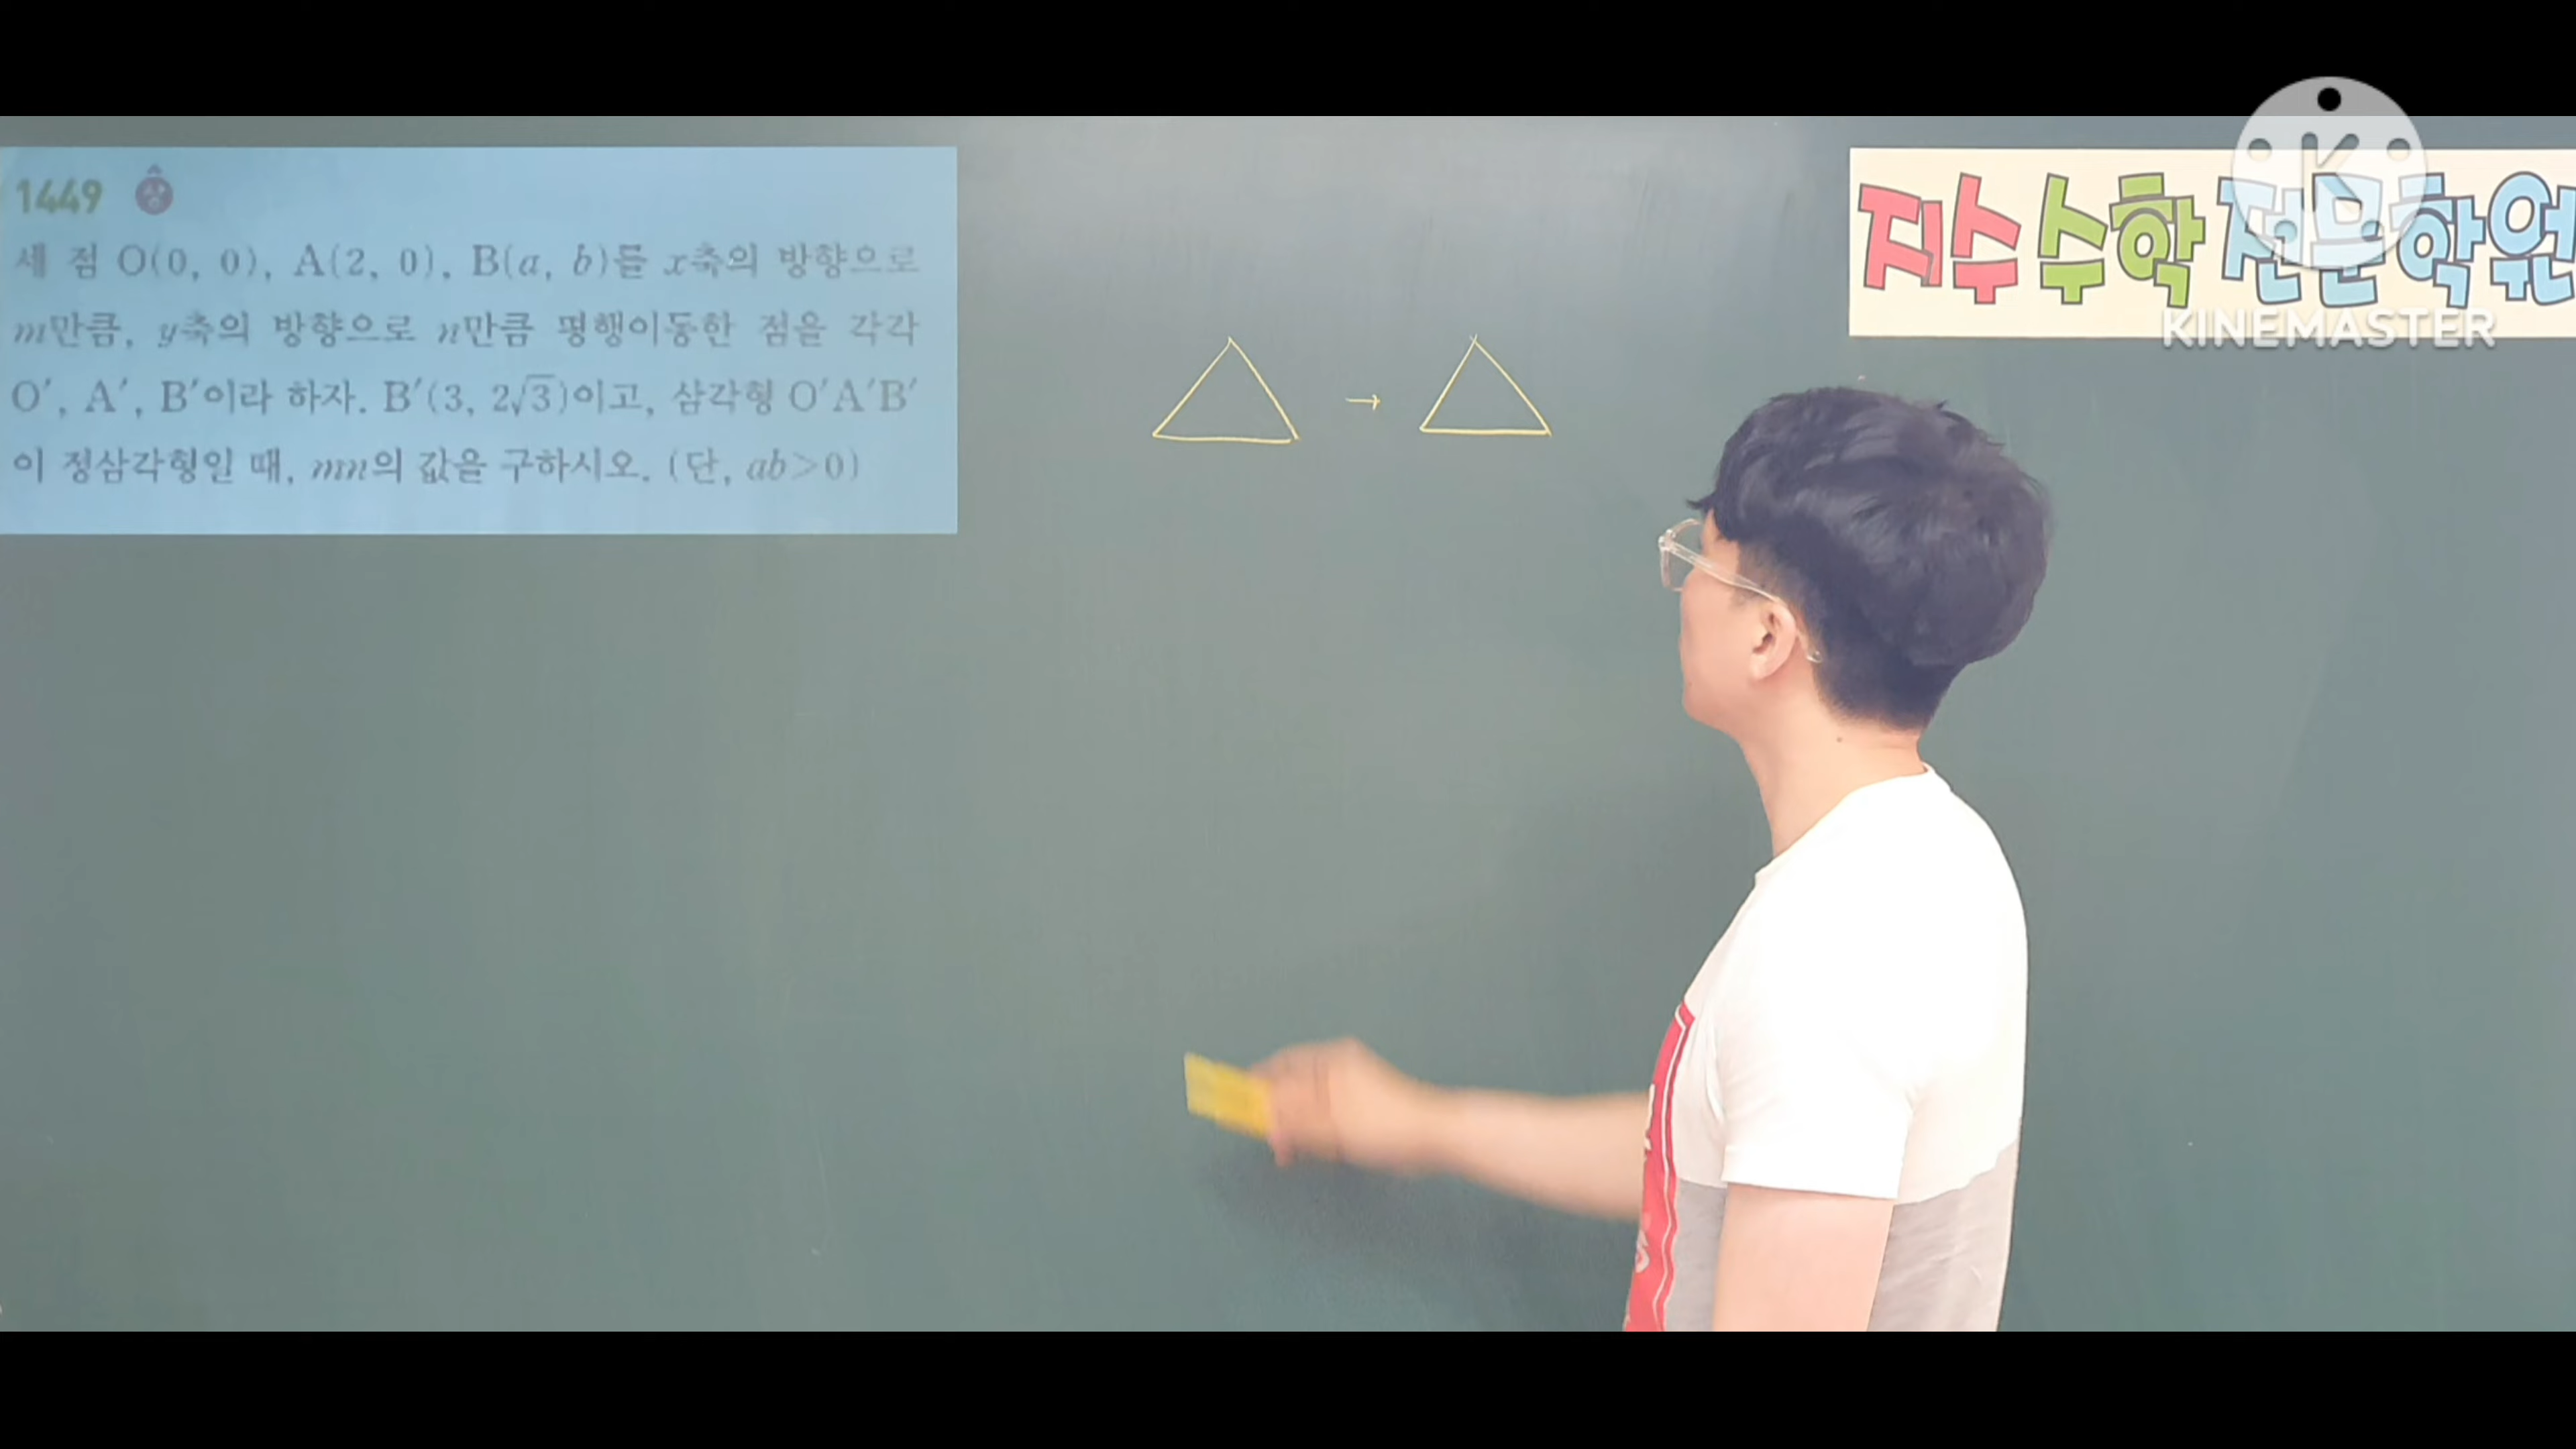 1449 상
세 점 O(0, 0), A(2, 0), B(a, b)를 x축의 방향으로
m만큼, y축의 방향으로 n만큼 평행이동한 점을 각각
O′, A′, B′이라 하자. B′(3, 2√3)이고, 삼각형 O′A′B′
이 정삼각형일 때, mn의 값을 구하시오. (단, ab>0)
→
지수 수학 전문학원
K
KINEMASTER